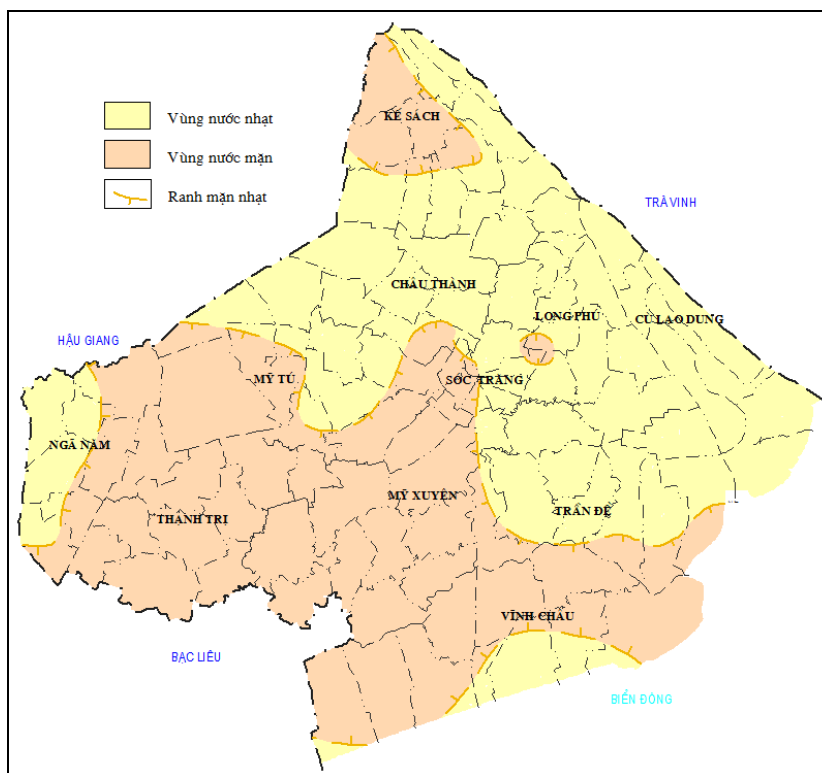 KẾ SÁCH
Vùng nước nhạt
Vùng nước mặn
Ranh mặn nhạt
TRÀ VINH
CHÂU THÀNH
LONG PHÚ
CÙ LAO DUNG
HẬU GIANG
MỸ TÚ
SÓC TRĂNG
NGÃ NĂM
MỸ XUYÊN
THẠNH TRỊ
TRẦN ĐỀ
VĨNH CHÂU
BẠC LIÊU
BIỂN ĐÔNG